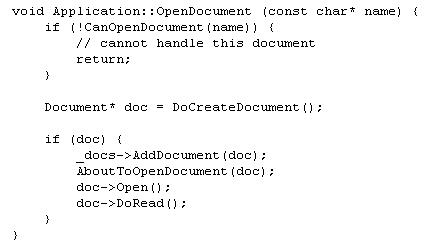 void Application::OpenDocument (const char* name) {
    if (!CanOpenDocument(name)) {
        // cannot handle this document
        return;
    }

    Document* doc = DoCreateDocument();

    if (doc) {
        _docs->AddDocument(doc);
        AboutToOpenDocument(doc);
        doc->Open();
        doc->DoRead();
    }
}